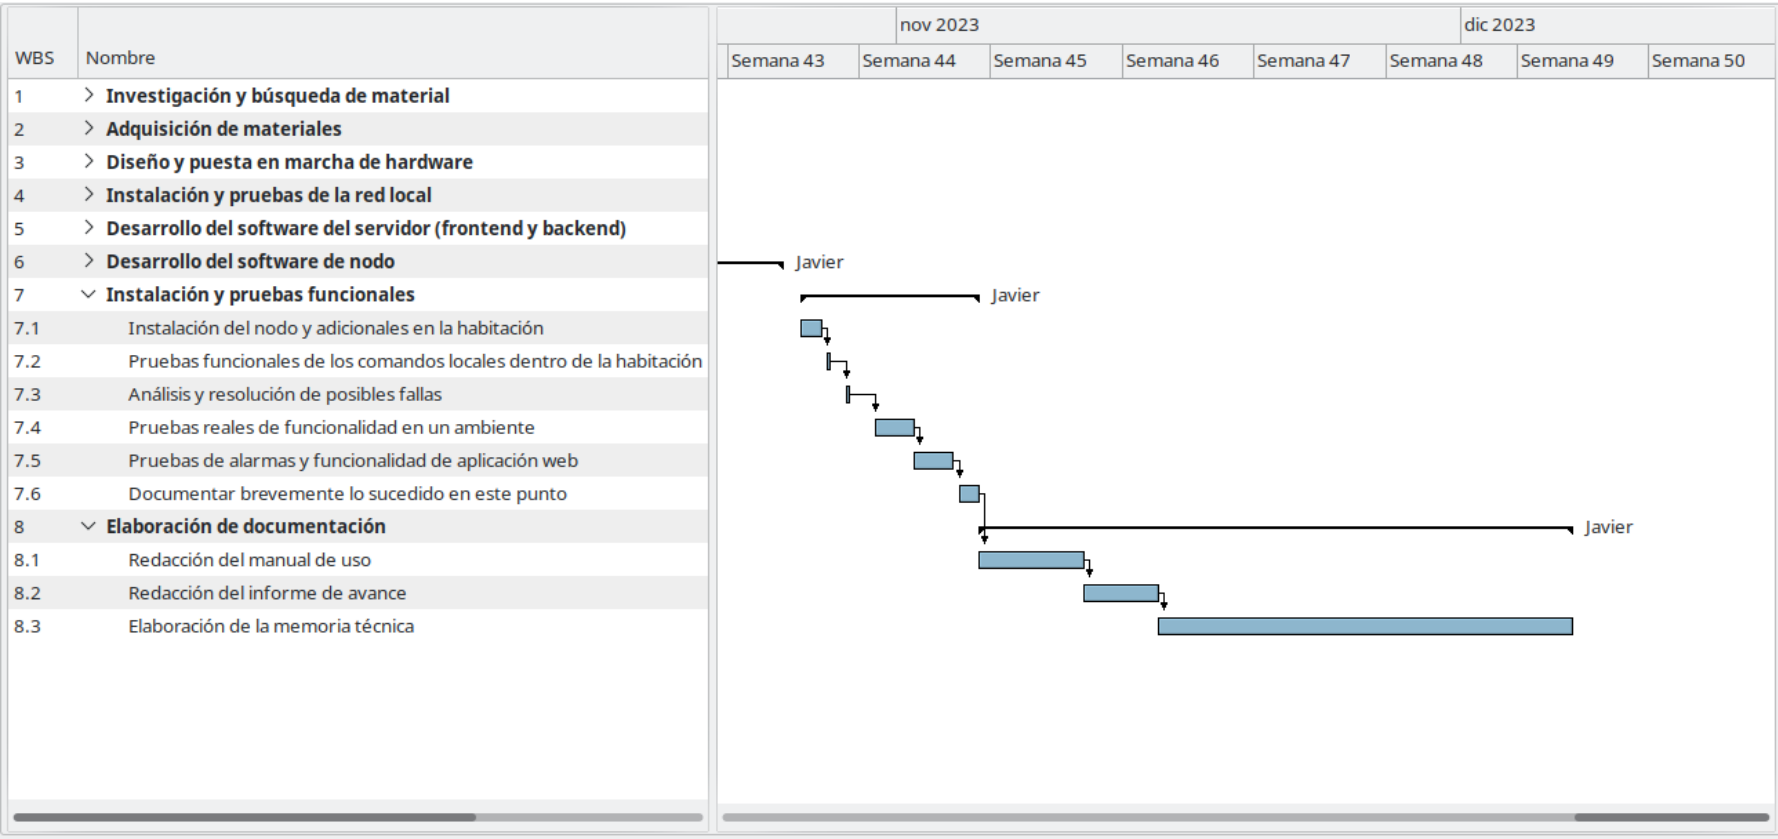 nov 2023 dic 2023
WBS Nombre Semana 43 Semana 44 Semana 45 Semana 46 Semana 47 Semana 48 Semana 49 Semana 50
1 Investigación y búsqueda de material
2 Adquisición de materiales
3 Diseño y puesta en marcha de hardware
4 Instalación y pruebas de la red local
5 Desarrollo del software del servidor (frontend y backend)
6 Desarrollo del software de nodo Javier
7 Instalación y pruebas funcionales Javier
7.1 Instalación del nodo y adicionales en la habitación
7.2 Pruebas funcionales de los comandos locales dentro de la habitación
7.3 Análisis y resolución de posibles fallas
7.4 Pruebas reales de funcionalidad en un ambiente
7.5 Pruebas de alarmas y funcionalidad de aplicación web
7.6 Documentar brevemente lo sucedido en este punto
8 Elaboración de documentación Javier
8.1 Redacción del manual de uso
8.2 Redacción del informe de avance
8.3 Elaboración de la memoria técnica